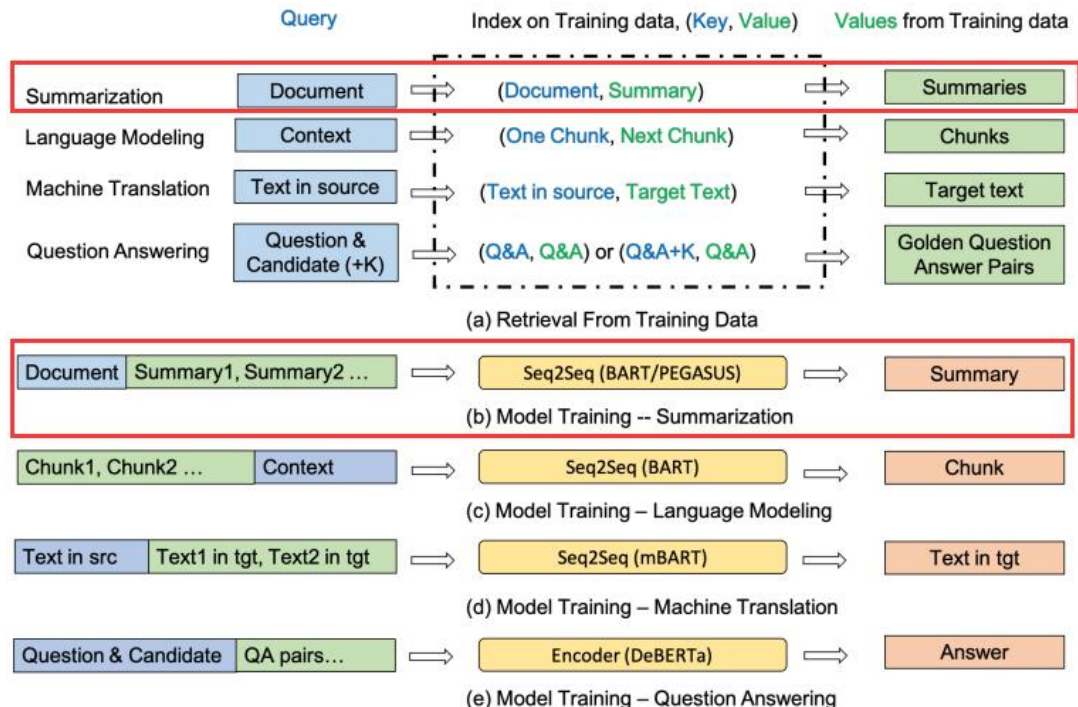 Query Index on Training data, (Key, Value) Values from Training data
Summarization Document (Document, Summary) Summaries
Language Modeling Context (One Chunk, Next Chunk) Chunks
Machine Translation Text in source (Text in source, Target Text) Target text
Question Answering Question & Candidate (+K) (Q&A, Q&A) or (Q&A+K, Q&A) Golden Question Answer Pairs
(a) Retrieval From Training Data
Document Summary1, Summary2 ... Seq2Seq (BART/PEGASUS) Summary
(b) Model Training -- Summarization
Chunk1, Chunk2 ... Context Seq2Seq (BART) Chunk
(c) Model Training – Language Modeling
Text in src Text1 in tgt, Text2 in tgt Seq2Seq (mBART) Text in tgt
(d) Model Training – Machine Translation
Question & Candidate QA pairs... Encoder (DeBERTa) Answer
(e) Model Training – Question Answering